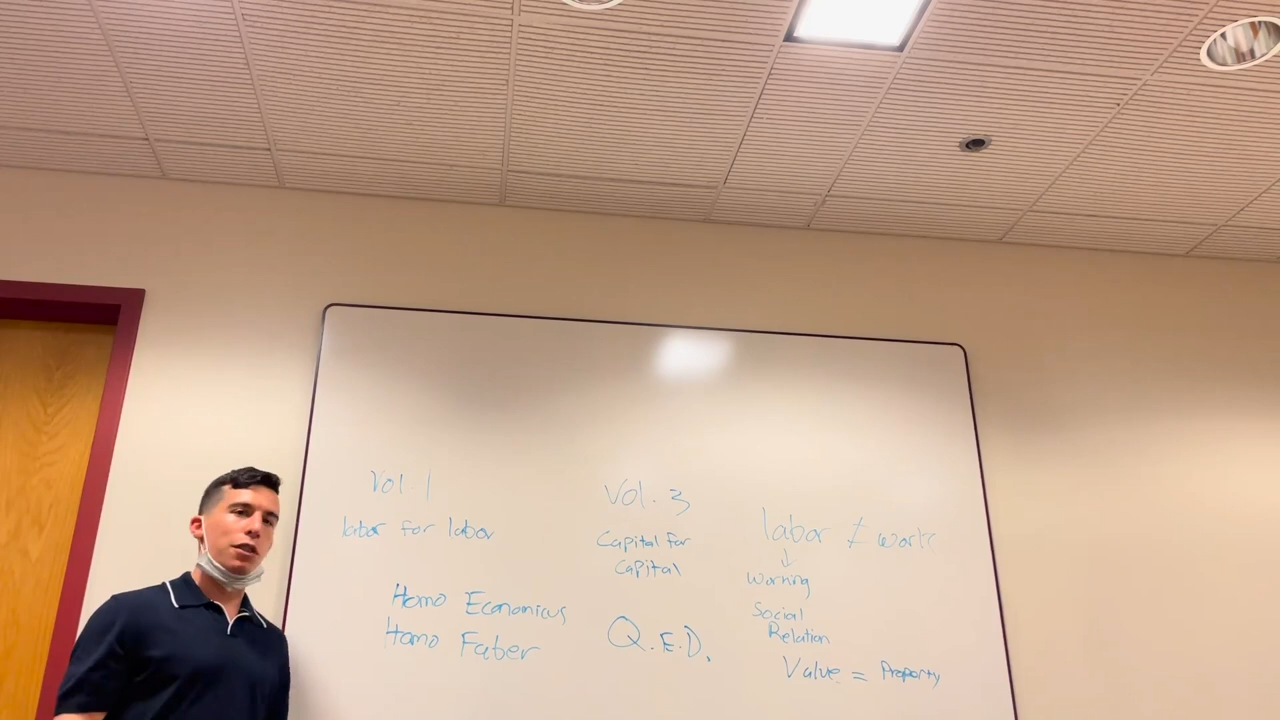 Vol 1
labor for labor
Homo Economicus
Homo Faber
Vol. 3
Capital for
Capital
Q.E.D.
labor ≠ work
↓
Working
Social
Relation
Value = Property